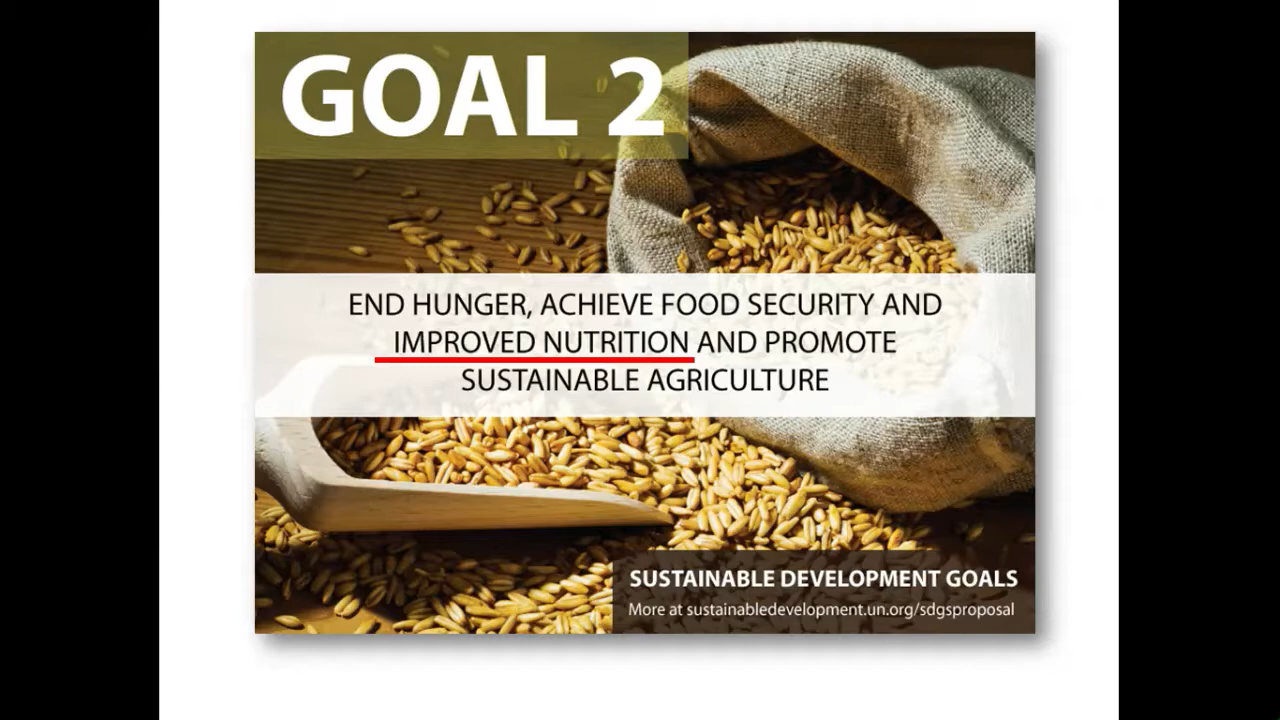 GOAL 2
END HUNGER, ACHIEVE FOOD SECURITY AND
IMPROVED NUTRITION AND PROMOTE
SUSTAINABLE AGRICULTURE
SUSTAINABLE DEVELOPMENT GOALS
More at sustainabledevelopment.un.org/sdgsproposal